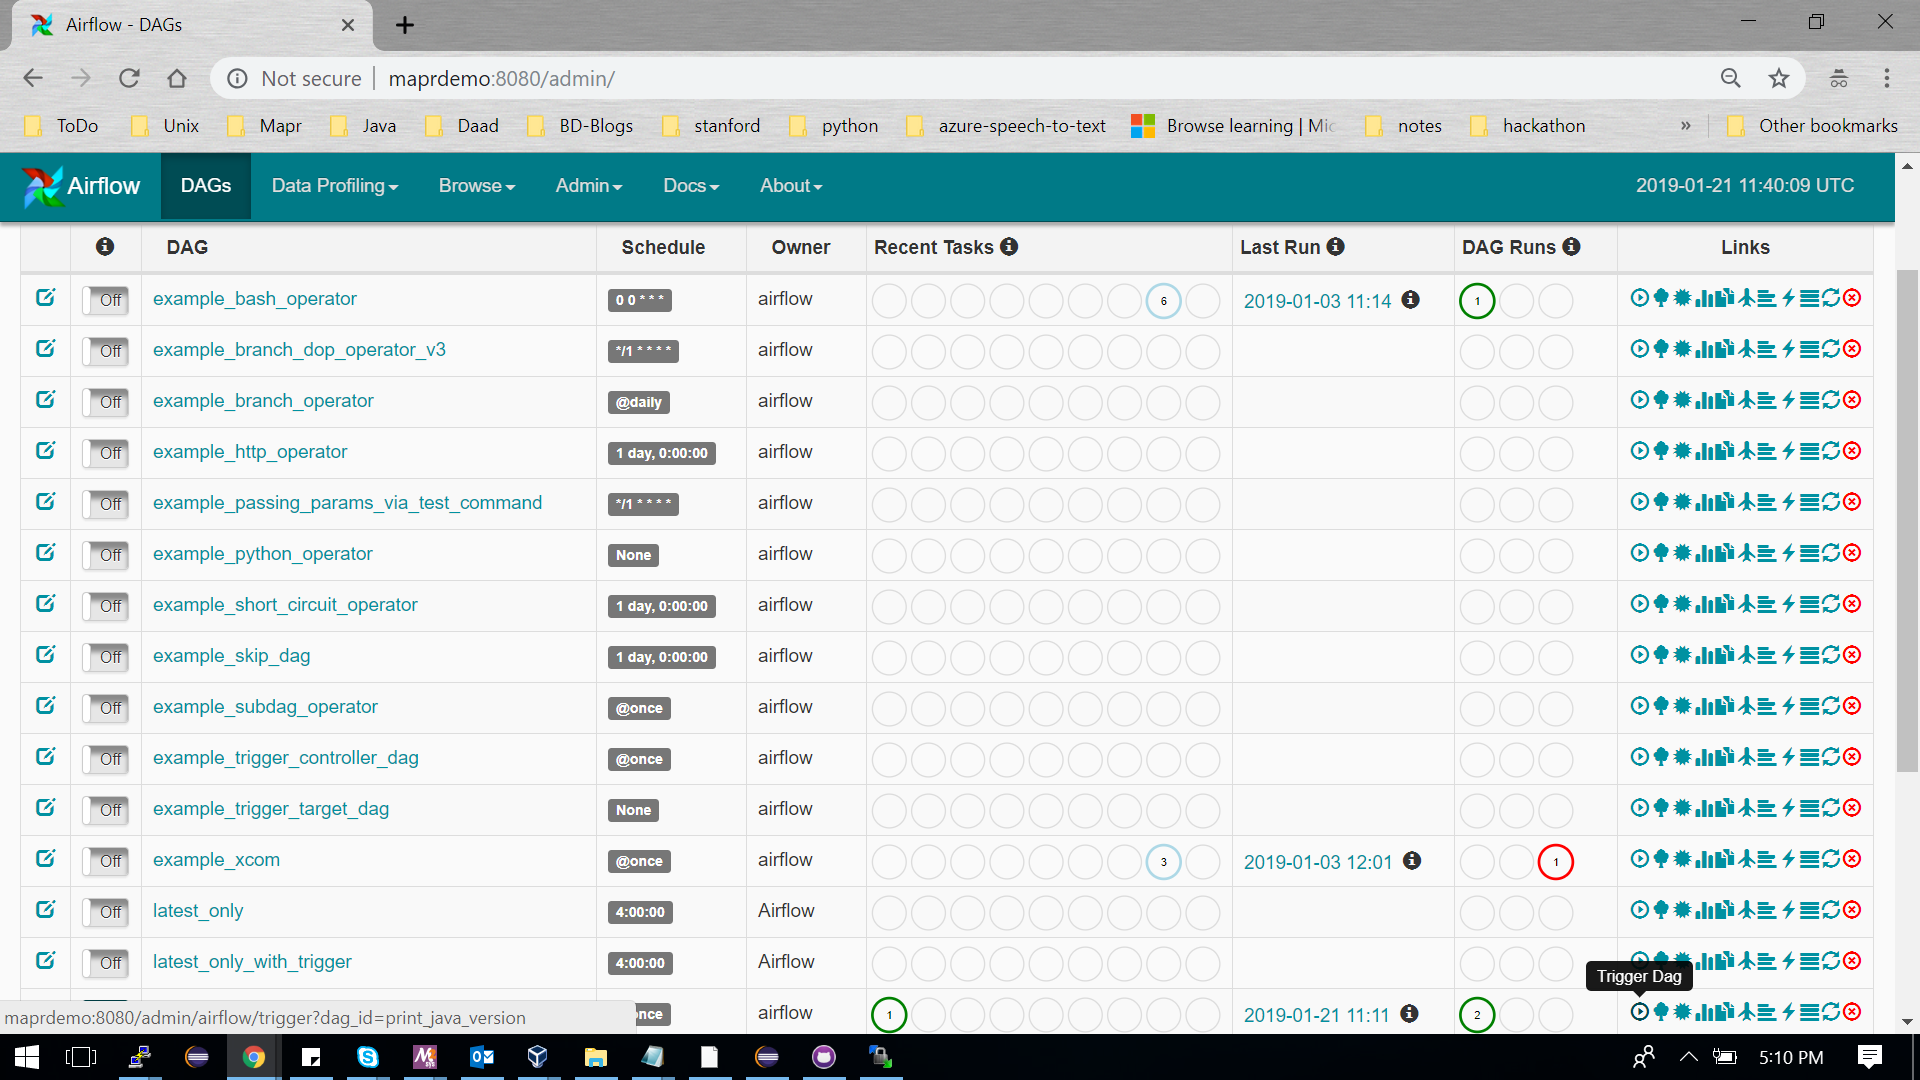 Airflow - DAGs
Not secure maprdemo:8080/admin/
ToDo Unix Mapr Java Daad BD-Blogs stanford python azure-speech-to-text Browse learning | Mic notes hackathon » Other bookmarks
Airflow DAGs Data Profiling Browse Admin Docs About 2019-01-21 11:40:09 UTC
DAG Schedule Owner Recent Tasks Last Run DAG Runs Links
Off example_bash_operator 0 0 * * * airflow 6 2019-01-03 11:14 1
Off example_branch_dop_operator_v3 */1 * * * * airflow
Off example_branch_operator @daily airflow
Off example_http_operator 1 day, 0:00:00 airflow
Off example_passing_params_via_test_command */1 * * * * airflow
Off example_python_operator None airflow
Off example_short_circuit_operator 1 day, 0:00:00 airflow
Off example_skip_dag 1 day, 0:00:00 airflow
Off example_subdag_operator @once airflow
Off example_trigger_controller_dag @once airflow
Off example_trigger_target_dag None airflow
Off example_xcom @once airflow 3 2019-01-03 12:01 1
Off latest_only 4:00:00 Airflow
Off latest_only_with_trigger 4:00:00 Airflow
Trigger Dag
maprdemo:8080/admin/airflow/trigger?dag_id=print_java_version nce airflow 1 2019-01-21 11:11 2
5:10 PM